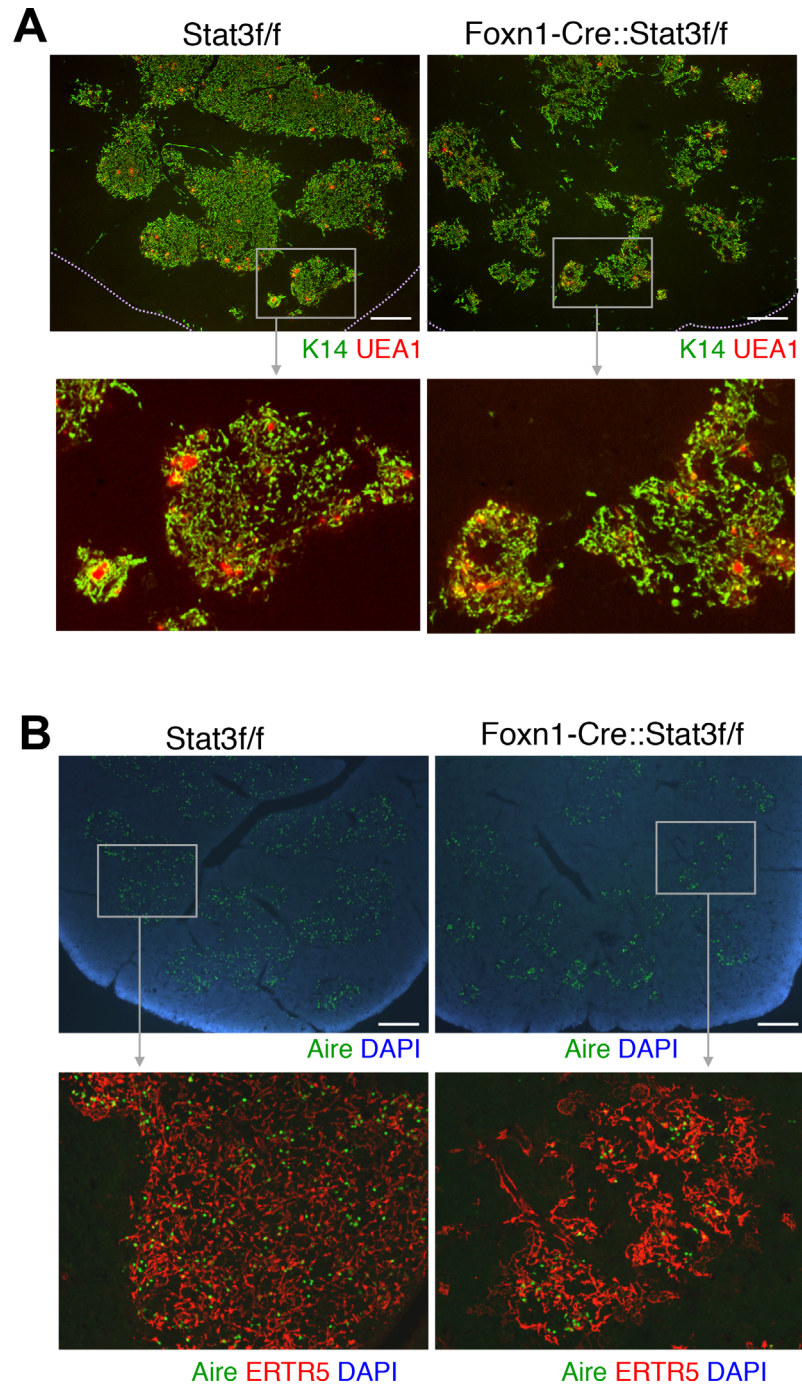 A
Stat3f/f Foxn1-Cre::Stat3f/f
K14 UEA1 K14 UEA1
B
Stat3f/f Foxn1-Cre::Stat3f/f
Aire DAPI Aire DAPI
Aire ERTR5 DAPI Aire ERTR5 DAPI